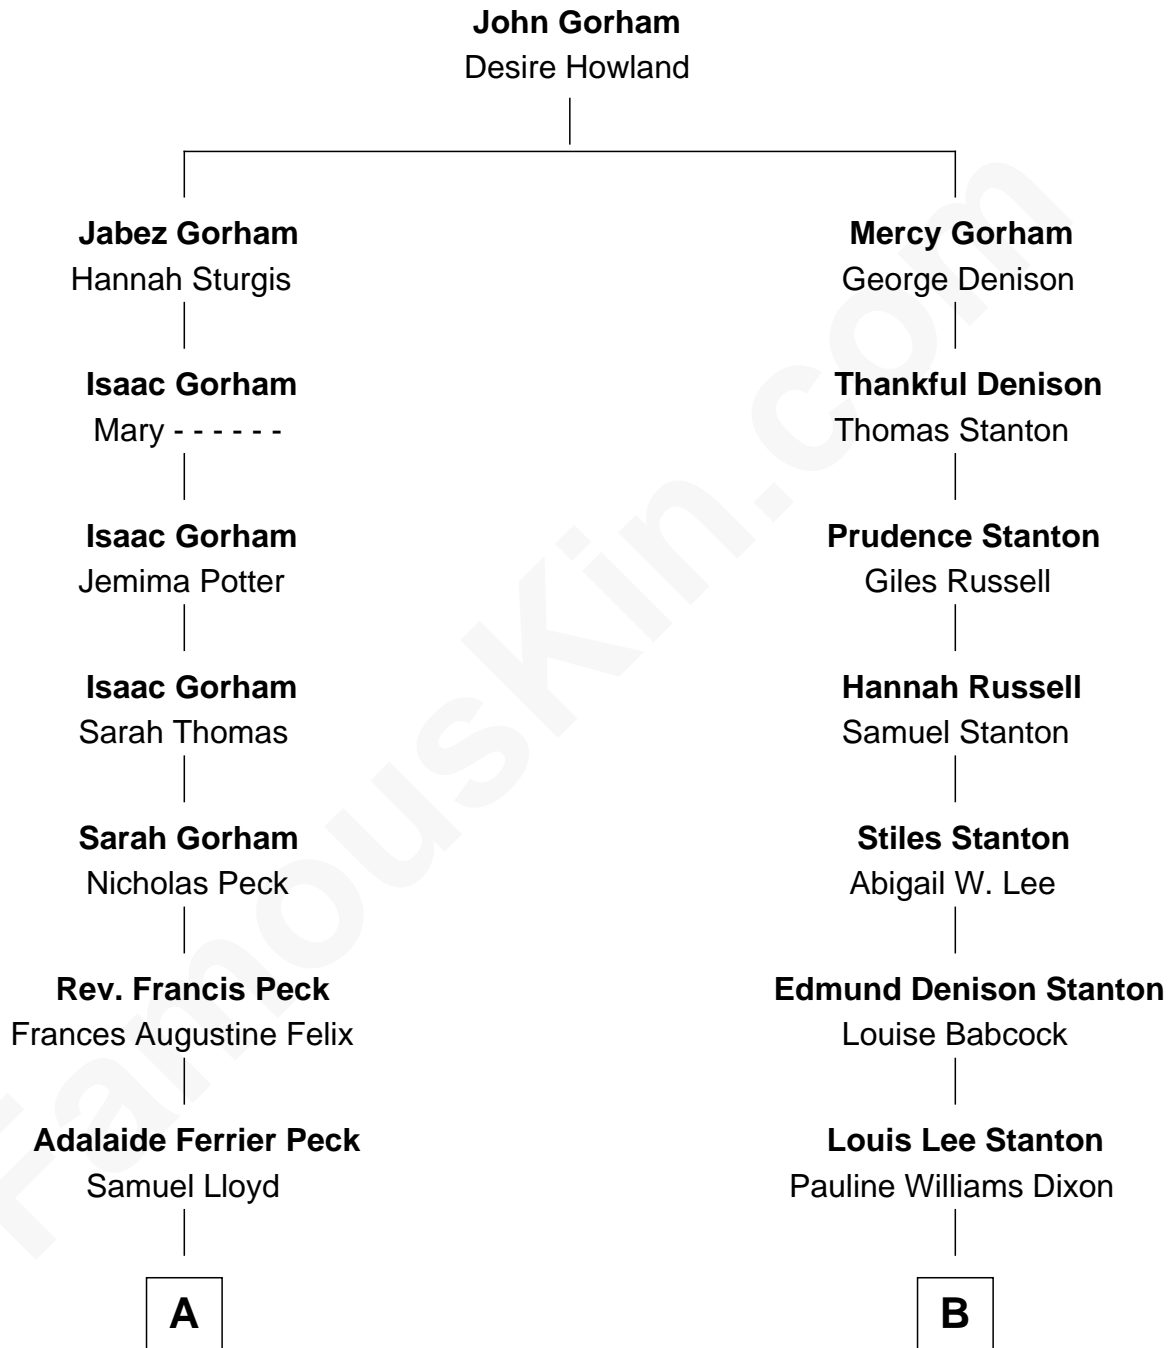 John Gorham
Desire Howland
Jabez Gorham
Hannah Sturgis
Mercy Gorham
George Denison
Isaac Gorham
Mary - - - - - -
Thankful Denison
Thomas Stanton
Isaac Gorham
Jemima Potter
Prudence Stanton
Giles Russell
Isaac Gorham
Sarah Thomas
Hannah Russell
Samuel Stanton
Sarah Gorham
Nicholas Peck
Stiles Stanton
Abigail W. Lee
Rev. Francis Peck
Frances Augustine Felix
Edmund Denison Stanton
Louise Babcock
Adalaide Ferrier Peck
Samuel Lloyd
Louis Lee Stanton
Pauline Williams Dixon
A
B
FamousKin.com